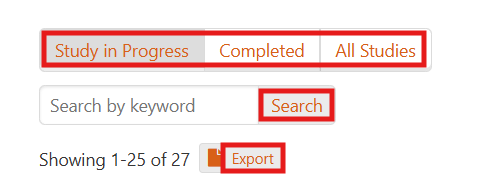 Study in Progress Completed All Studies
Search by keyword Search
Showing 1-25 of 27 Export